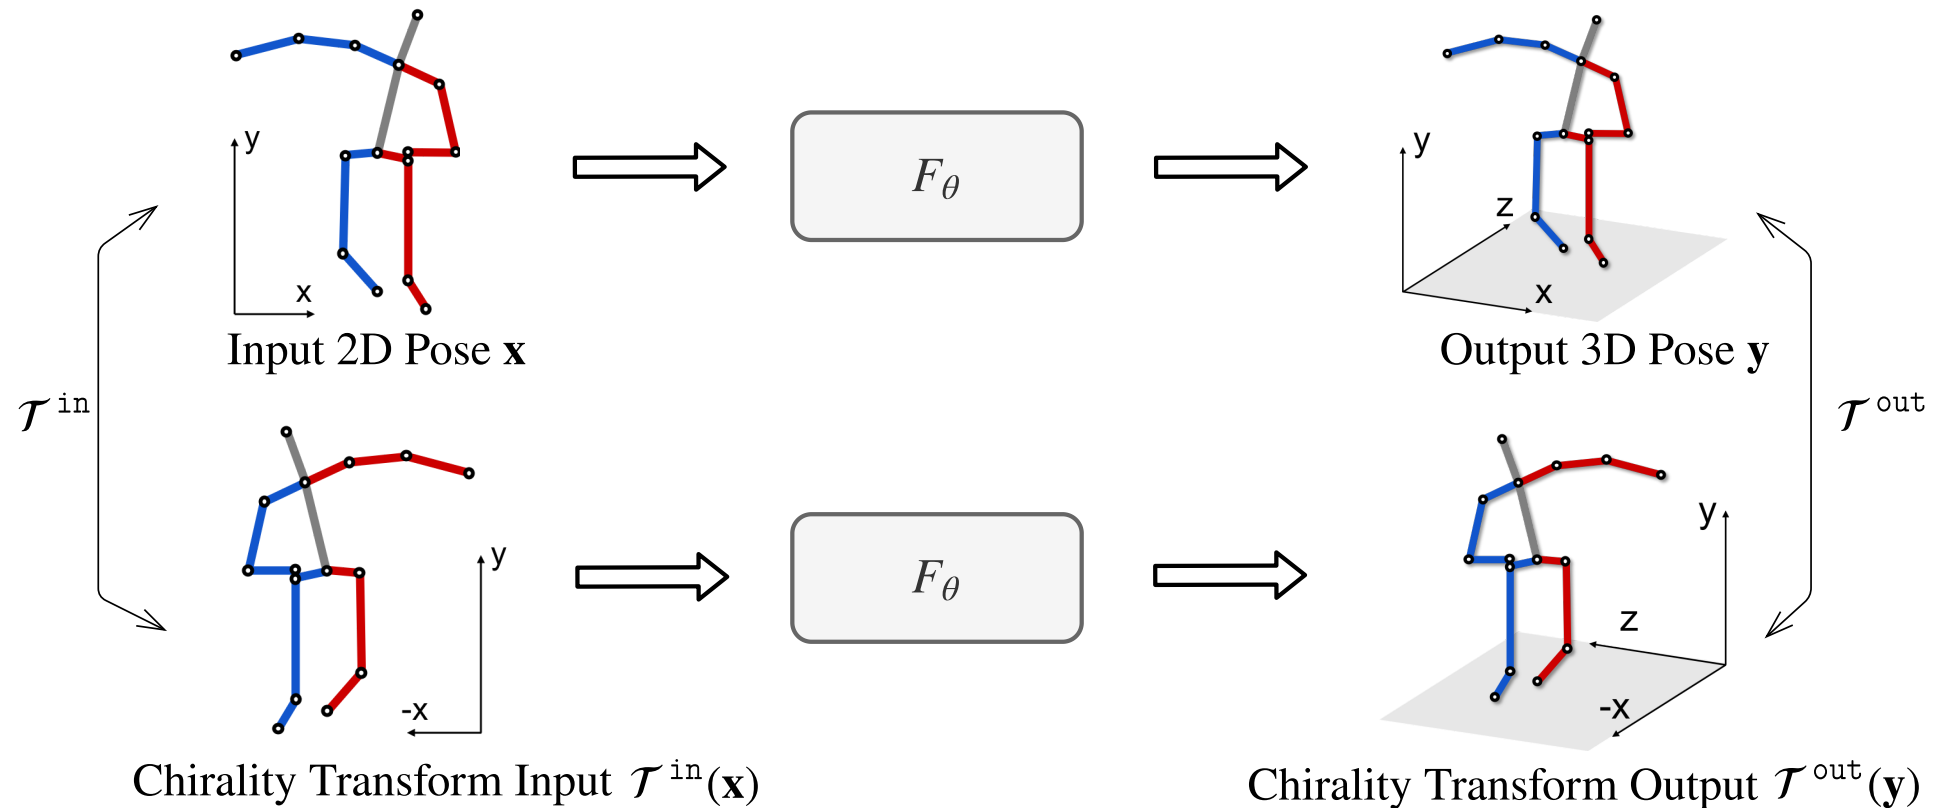 y
x
Input 2D Pose x
F_θ
y
z
x
Output 3D Pose y
𝒯^in
𝒯^out
y
-x
Chirality Transform Input 𝒯^in(x)
F_θ
y
z
-x
Chirality Transform Output 𝒯^out(y)